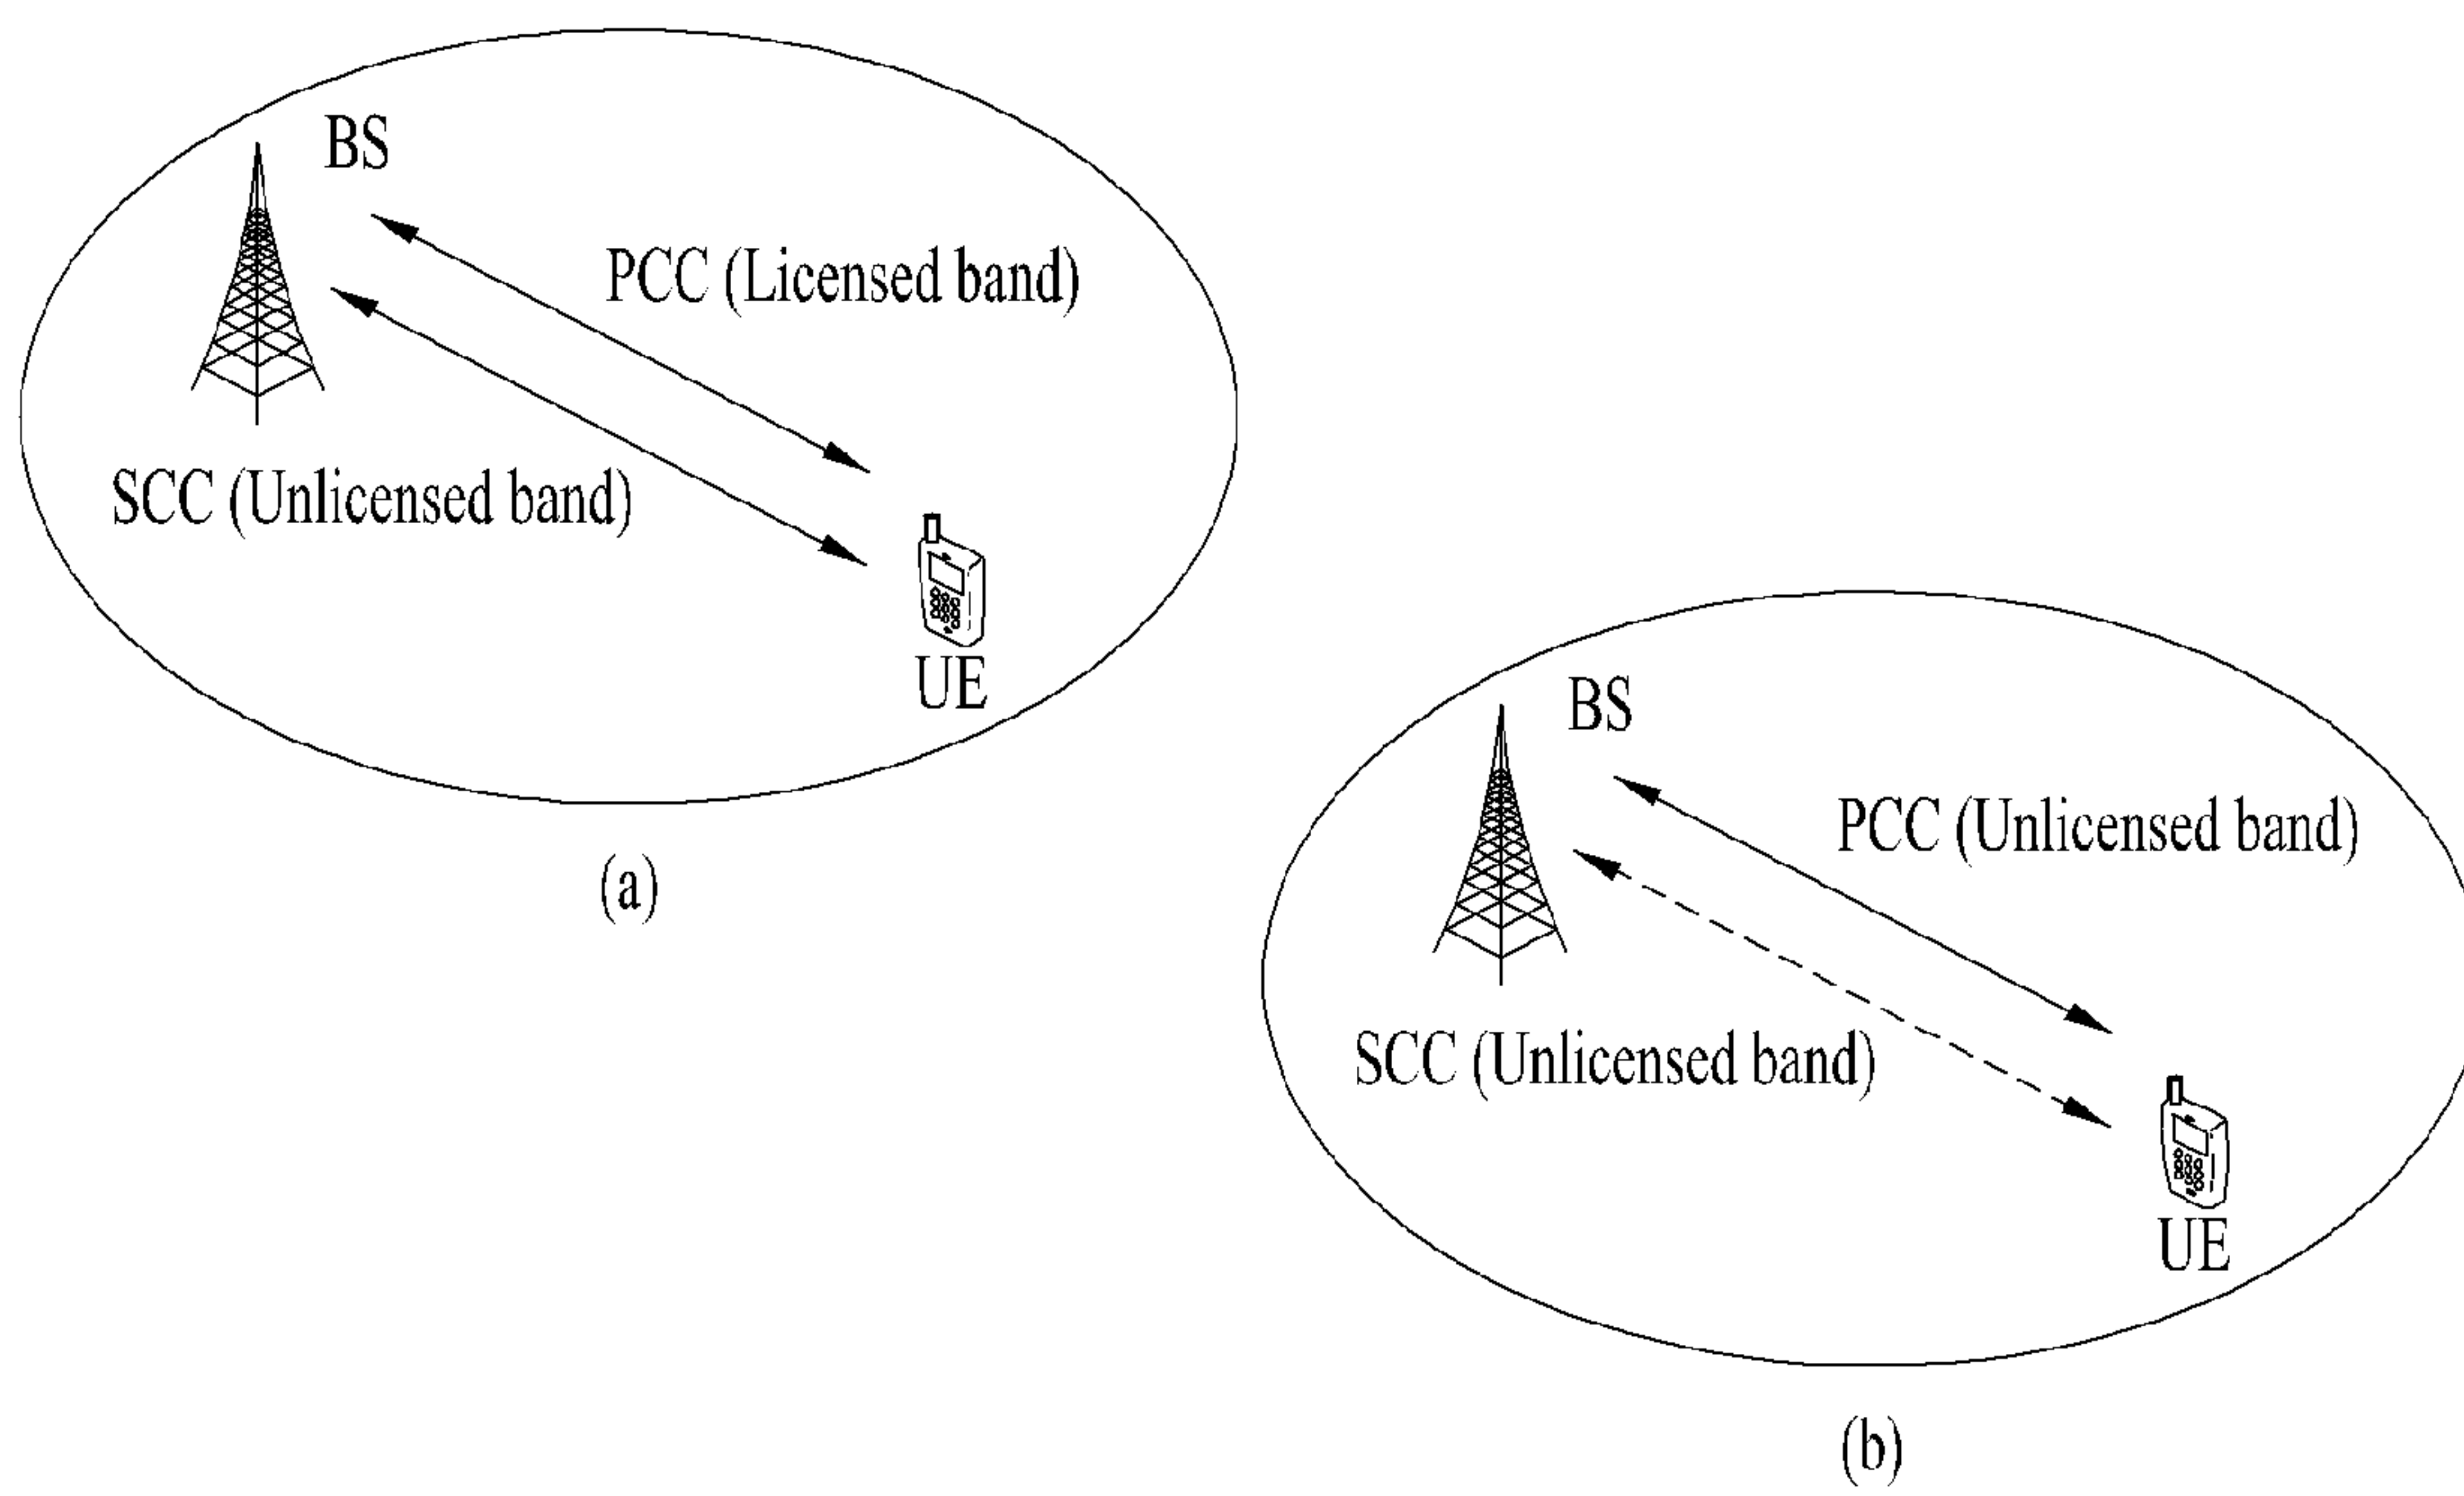 BS
PCC (Licensed band)
SCC (Unlicensed band)
UE
(a)
BS
PCC (Unlicensed band)
SCC (Unlicensed band)
UE
(b)